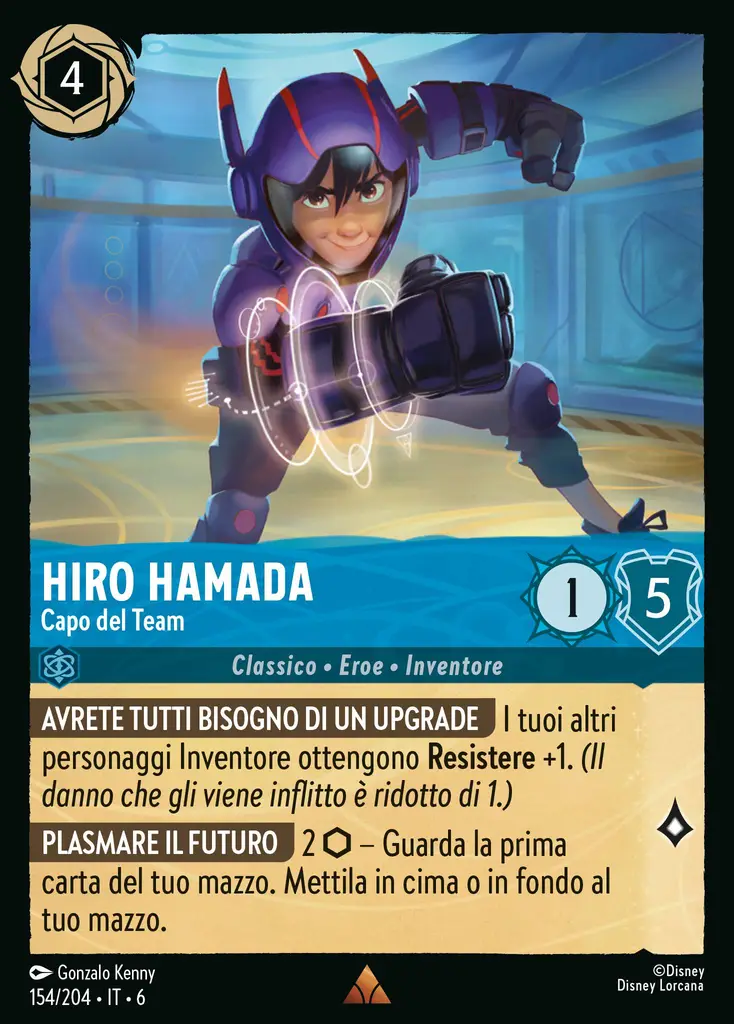 4
HIRO HAMADA
Capo del Team
1
5
Classico • Eroe • Inventore
AVRETE TUTTI BISOGNO DI UN UPGRADE I tuoi altri
personaggi Inventore ottengono Resistere +1. (Il
danno che gli viene inflitto è ridotto di 1.)
PLASMARE IL FUTURO 2 ⬡ – Guarda la prima
carta del tuo mazzo. Mettila in cima o in fondo al
tuo mazzo.
Gonzalo Kenny
154/204 • IT • 6
©Disney
Disney Lorcana